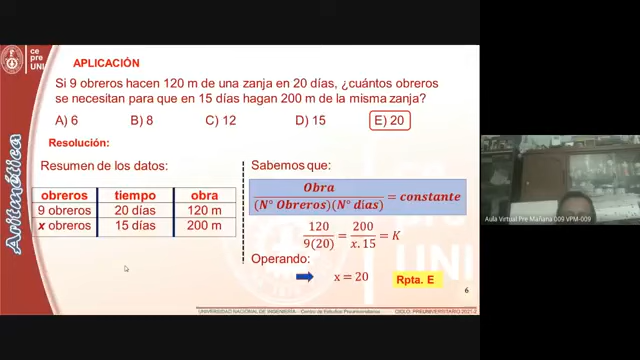 ce
pre
UNI
APLICACIÓN
Si 9 obreros hacen 120 m de una zanja en 20 días, ¿cuántos obreros
se necesitan para que en 15 días hagan 200 m de la misma zanja?
A) 6 B) 8 C) 12 D) 15 E) 20
Resolución:
Resumen de los datos:
obreros tiempo obra
9 obreros 20 días 120 m
x obreros 15 días 200 m
Sabemos que:
Obra / (N° Obreros)(N° días) = constante
120 / 9(20) = 200 / x. 15 = K
Operando:
x = 20
Rpta. E
Aritmética
6
UNIVERSIDAD NACIONAL DE INGENIERÍA - Centro de Estudios Preuniversitarios CICLO: PREUNIVERSITARIO 2021-2
Aula Virtual Pre Mañana 009 VPM-009